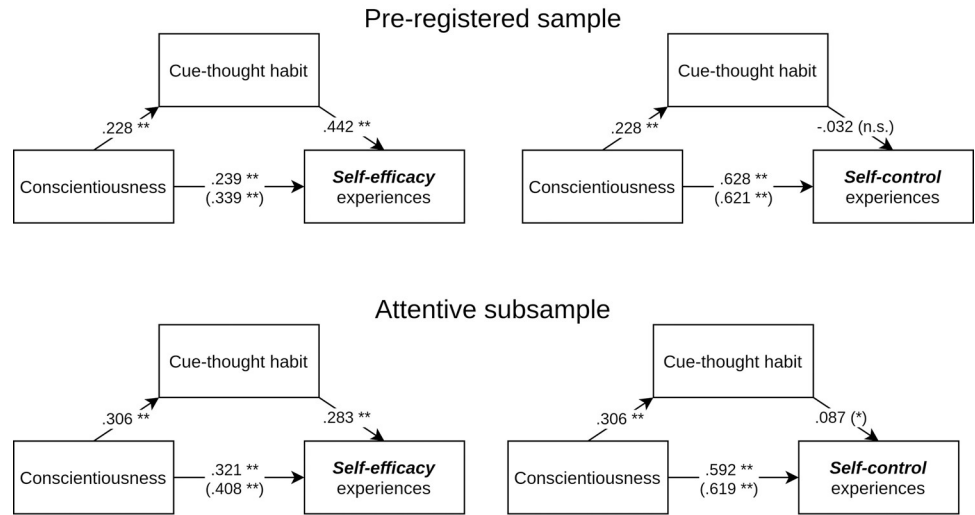 Pre-registered sample
Cue-thought habit
.228 **
.442 **
Conscientiousness
.239 **
(.339 **)
Self-efficacy
experiences
Cue-thought habit
.228 **
-.032 (n.s.)
Conscientiousness
.628 **
(.621 **)
Self-control
experiences
Attentive subsample
Cue-thought habit
.306 **
.283 **
Conscientiousness
.321 **
(.408 **)
Self-efficacy
experiences
Cue-thought habit
.306 **
.087 (*)
Conscientiousness
.592 **
(.619 **)
Self-control
experiences